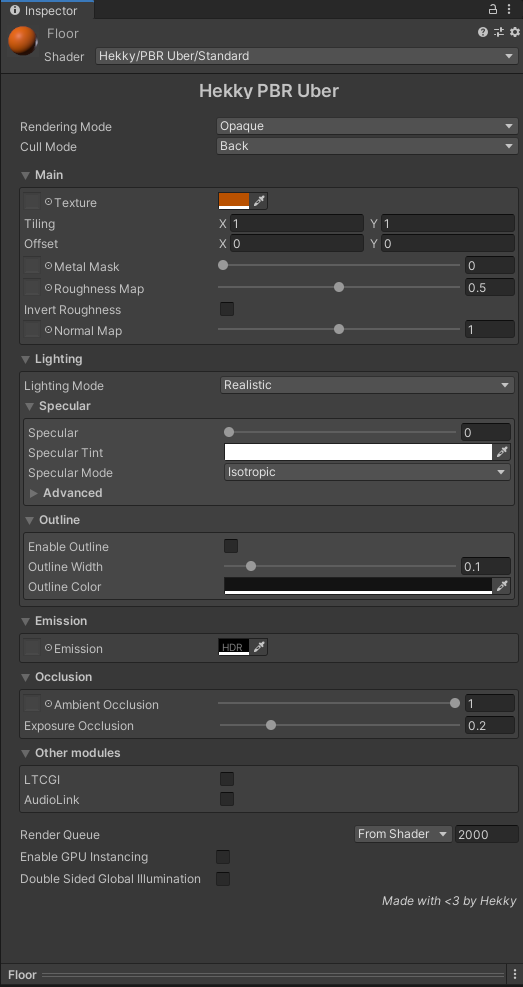 Inspector
Floor
Shader Hekky/PBR Uber/Standard
Hekky PBR Uber
Rendering Mode Opaque
Cull Mode Back
Main
Texture
Tiling X 1 Y 1
Offset X 0 Y 0
Metal Mask 0
Roughness Map 0.5
Invert Roughness
Normal Map 1
Lighting
Lighting Mode Realistic
Specular
Specular 0
Specular Tint
Specular Mode Isotropic
Advanced
Outline
Enable Outline
Outline Width 0.1
Outline Color
Emission
Emission HDR
Occlusion
Ambient Occlusion 1
Exposure Occlusion 0.2
Other modules
LTCGI
AudioLink
Render Queue From Shader 2000
Enable GPU Instancing
Double Sided Global Illumination
Made with <3 by Hekky
Floor